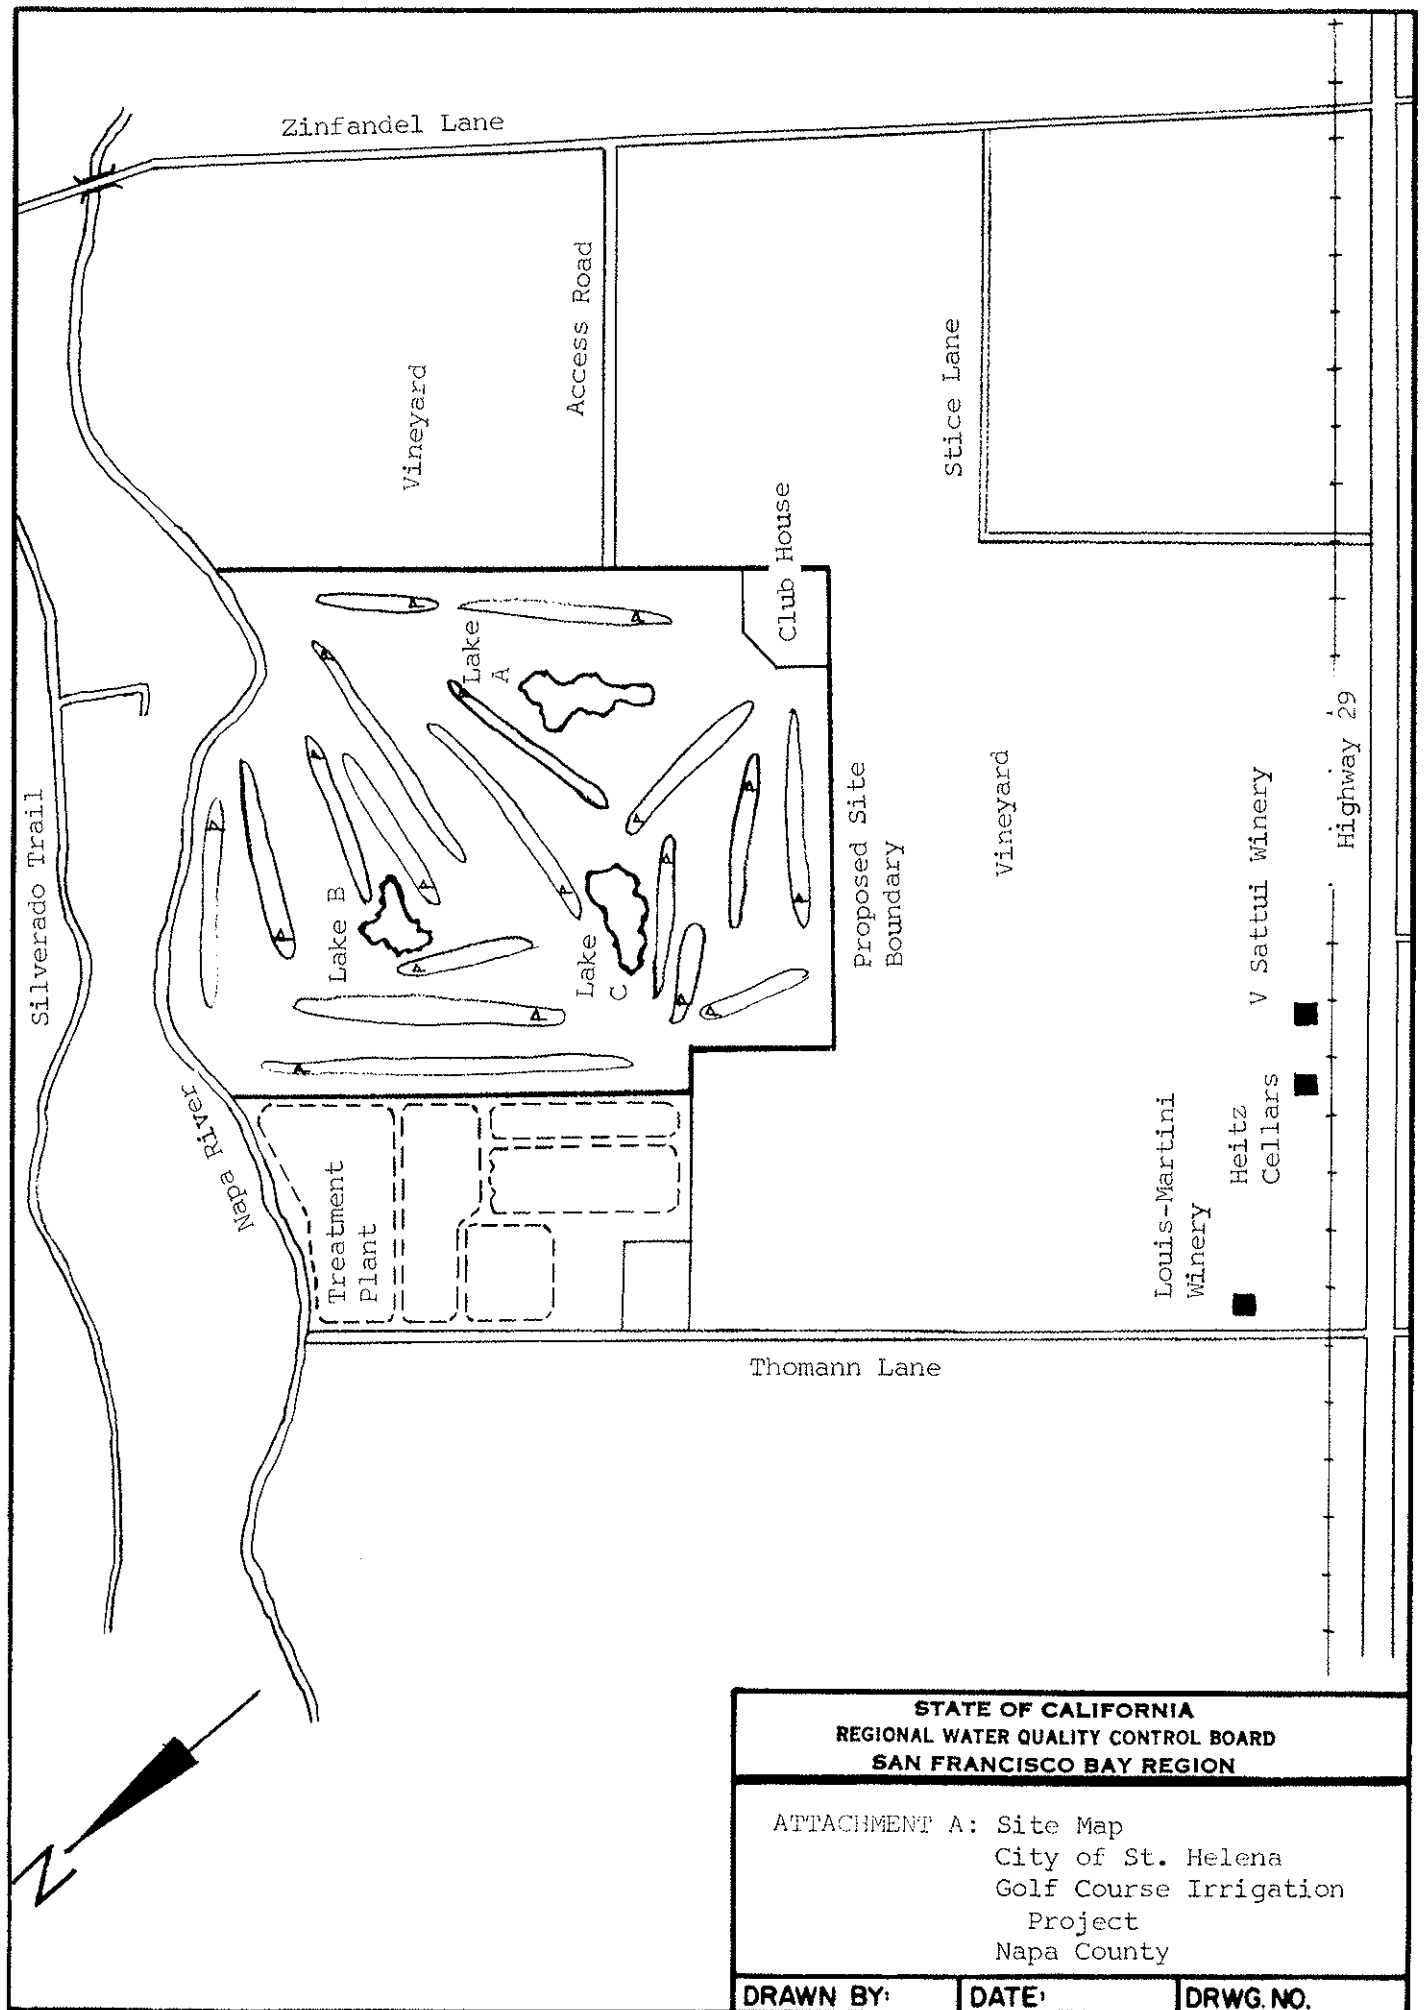 Zinfandel Lane
Access Road
Vineyard
Stice Lane
Club House
Silverado Trail
Lake
A
Lake B
Lake
C
Proposed Site
Boundary
Vineyard
Highway 29
V Sattui Winery
Heitz
Cellars
Louis-Martini
Winery
Napa River
Treatment
Plant
Thomann Lane
N
STATE OF CALIFORNIA
REGIONAL WATER QUALITY CONTROL BOARD
SAN FRANCISCO BAY REGION
ATTACHMENT A: Site Map
City of St. Helena
Golf Course Irrigation
Project
Napa County
DRAWN BY: DATE: DRWG. NO.